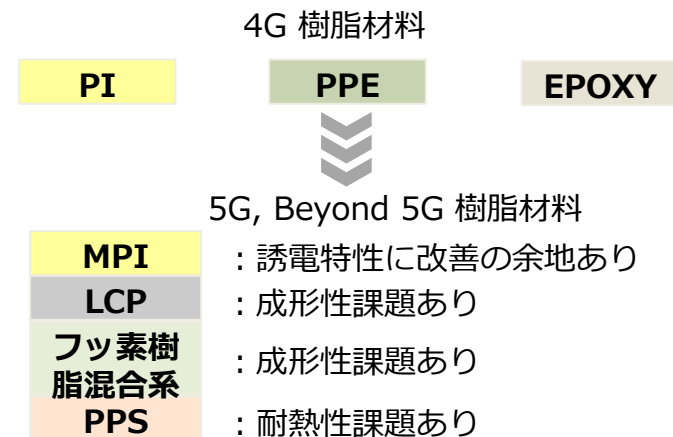 4G 樹脂材料
PI PPE EPOXY
5G, Beyond 5G 樹脂材料
MPI ：誘電特性に改善の余地あり
LCP ：成形性課題あり
フッ素樹
脂混合系 ：成形性課題あり
PPS ：耐熱性課題あり